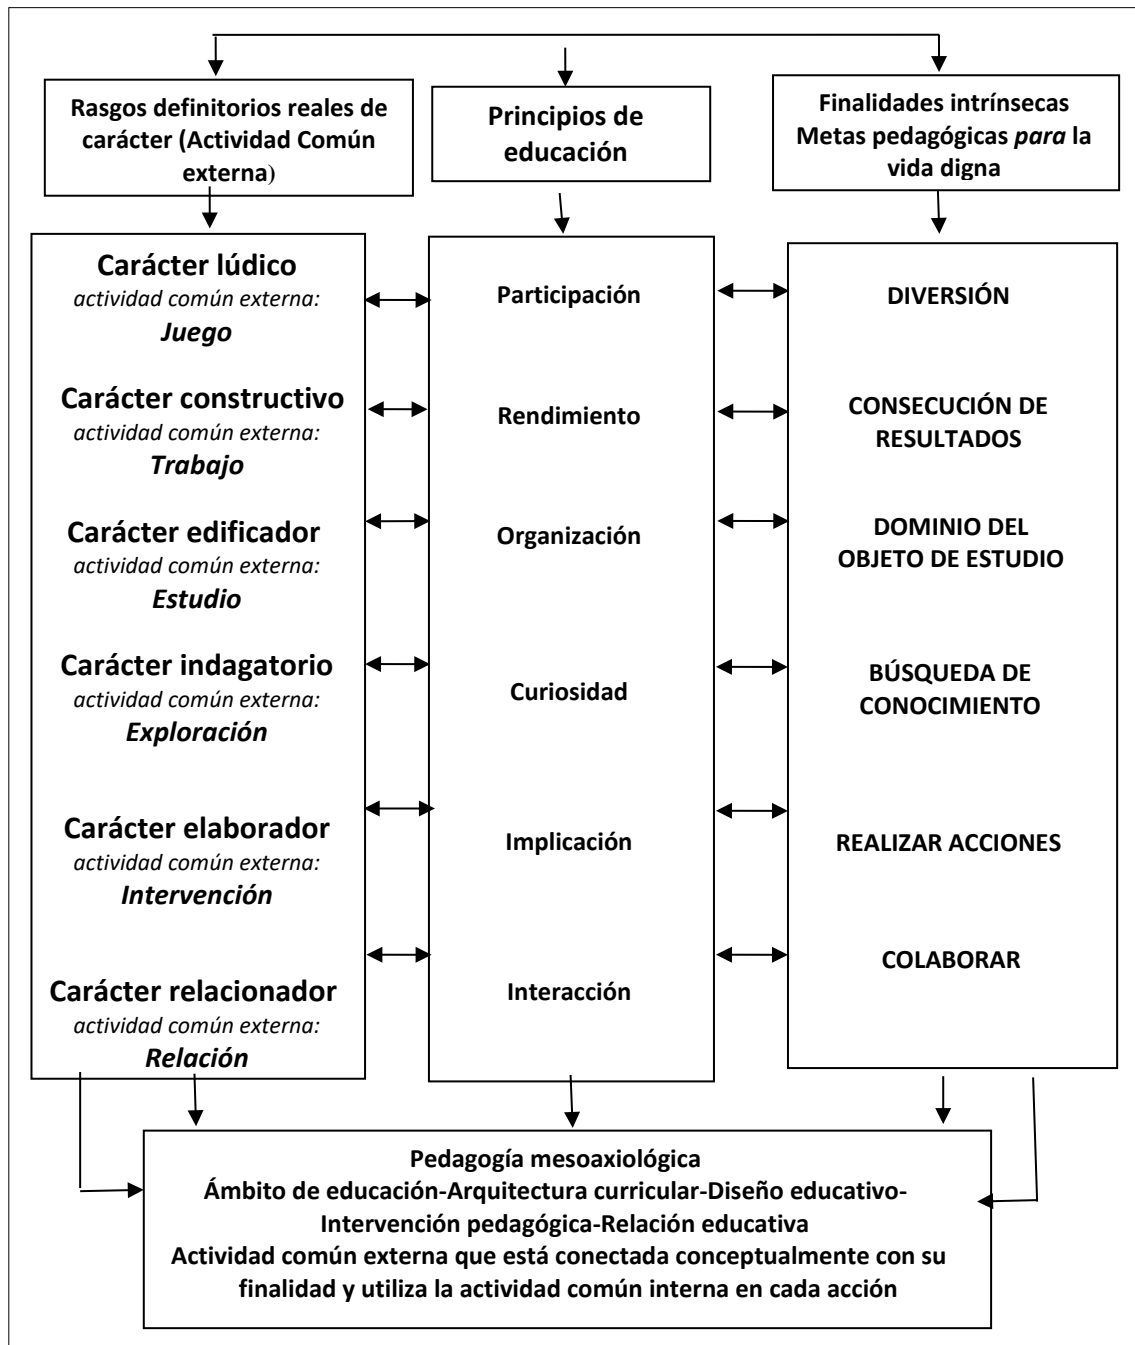 Rasgos definitorios reales de
carácter (Actividad Común
externa)
Principios de
educación
Finalidades intrínsecas
Metas pedagógicas para la
vida digna
Carácter lúdico
actividad común externa:
Juego
Carácter constructivo
actividad común externa:
Trabajo
Carácter edificador
actividad común externa:
Estudio
Carácter indagatorio
actividad común externa:
Exploración
Carácter elaborador
actividad común externa:
Intervención
Carácter relacionador
actividad común externa:
Relación
Participación
Rendimiento
Organización
Curiosidad
Implicación
Interacción
DIVERSIÓN
CONSECUCIÓN DE
RESULTADOS
DOMINIO DEL
OBJETO DE ESTUDIO
BÚSQUEDA DE
CONOCIMIENTO
REALIZAR ACCIONES
COLABORAR
Pedagogía mesoaxiológica
Ámbito de educación-Arquitectura curricular-Diseño educativo-
Intervención pedagógica-Relación educativa
Actividad común externa que está conectada conceptualmente con su
finalidad y utiliza la actividad común interna en cada acción